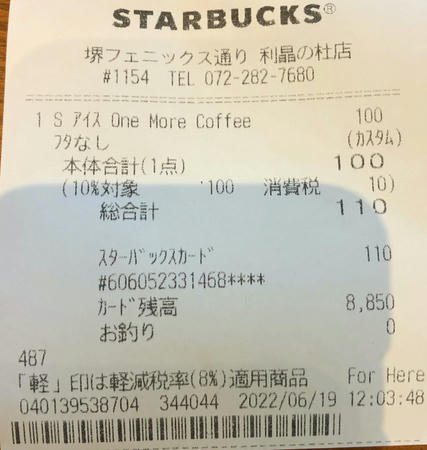 STARBUCKS®
堺フェニックス通り 利晶の杜店
#1154 TEL 072-282-7680
1 S アイス One More Coffee 100
フタなし (カスタム)
本体合計(1点) 100
(10%対象 100 消費税 10)
総合計 110
スターバックスカード 110
#606052331468****
カード残高 8,850
お釣り 0
487
「軽」印は軽減税率(8%)適用商品 For Here
040139538704 344044 2022/06/19 12:03:48